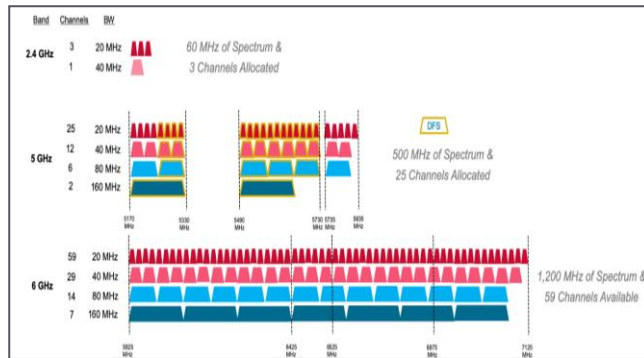 Band Channels BW
2.4 GHz
3 20 MHz
1 40 MHz
60 MHz of Spectrum &
3 Channels Allocated
5 GHz
25 20 MHz
12 40 MHz
6 80 MHz
2 160 MHz
DFS
500 MHz of Spectrum &
25 Channels Allocated
5170 MHz
5330 MHz
5490 MHz
5730 MHz
5735 MHz
5835 MHz
6 GHz
59 20 MHz
29 40 MHz
14 80 MHz
7 160 MHz
1,200 MHz of Spectrum &
59 Channels Available
5925 MHz
6425 MHz
6525 MHz
6875 MHz
7125 MHz